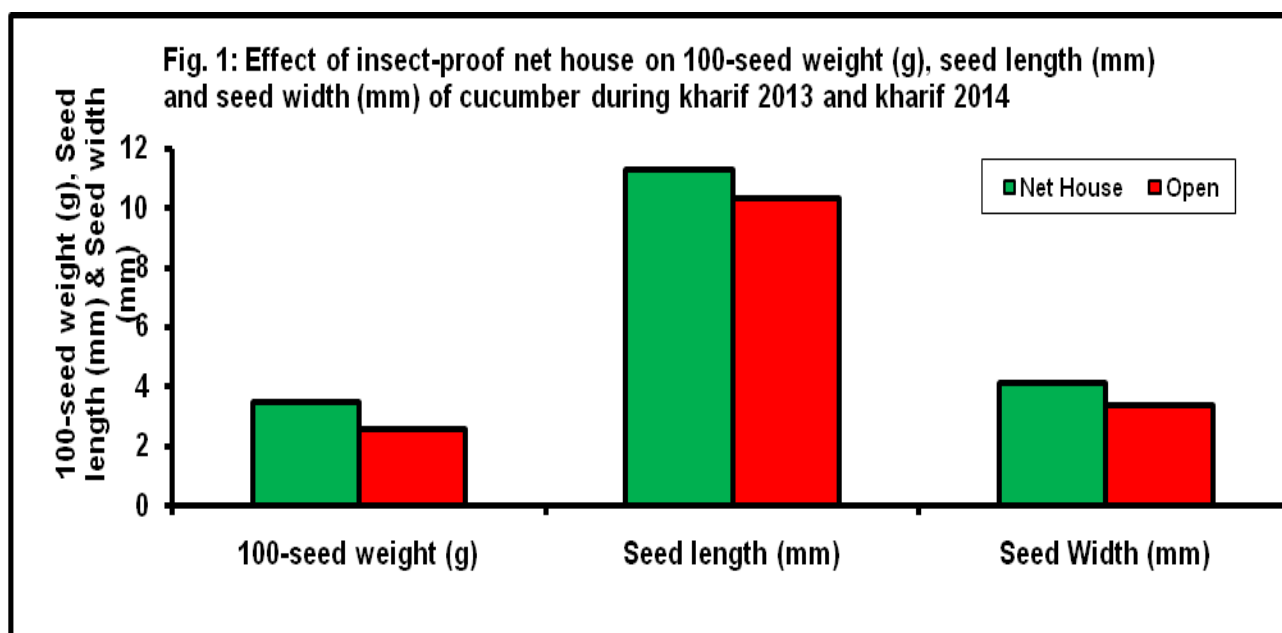 Fig. 1: Effect of insect-proof net house on 100-seed weight (g), seed length (mm)
and seed width (mm) of cucumber during kharif 2013 and kharif 2014
100-seed weight (g), Seed
length (mm) & Seed width
(mm)
12
10
8
6
4
2
0
Net House
Open
100-seed weight (g)
Seed length (mm)
Seed Width (mm)